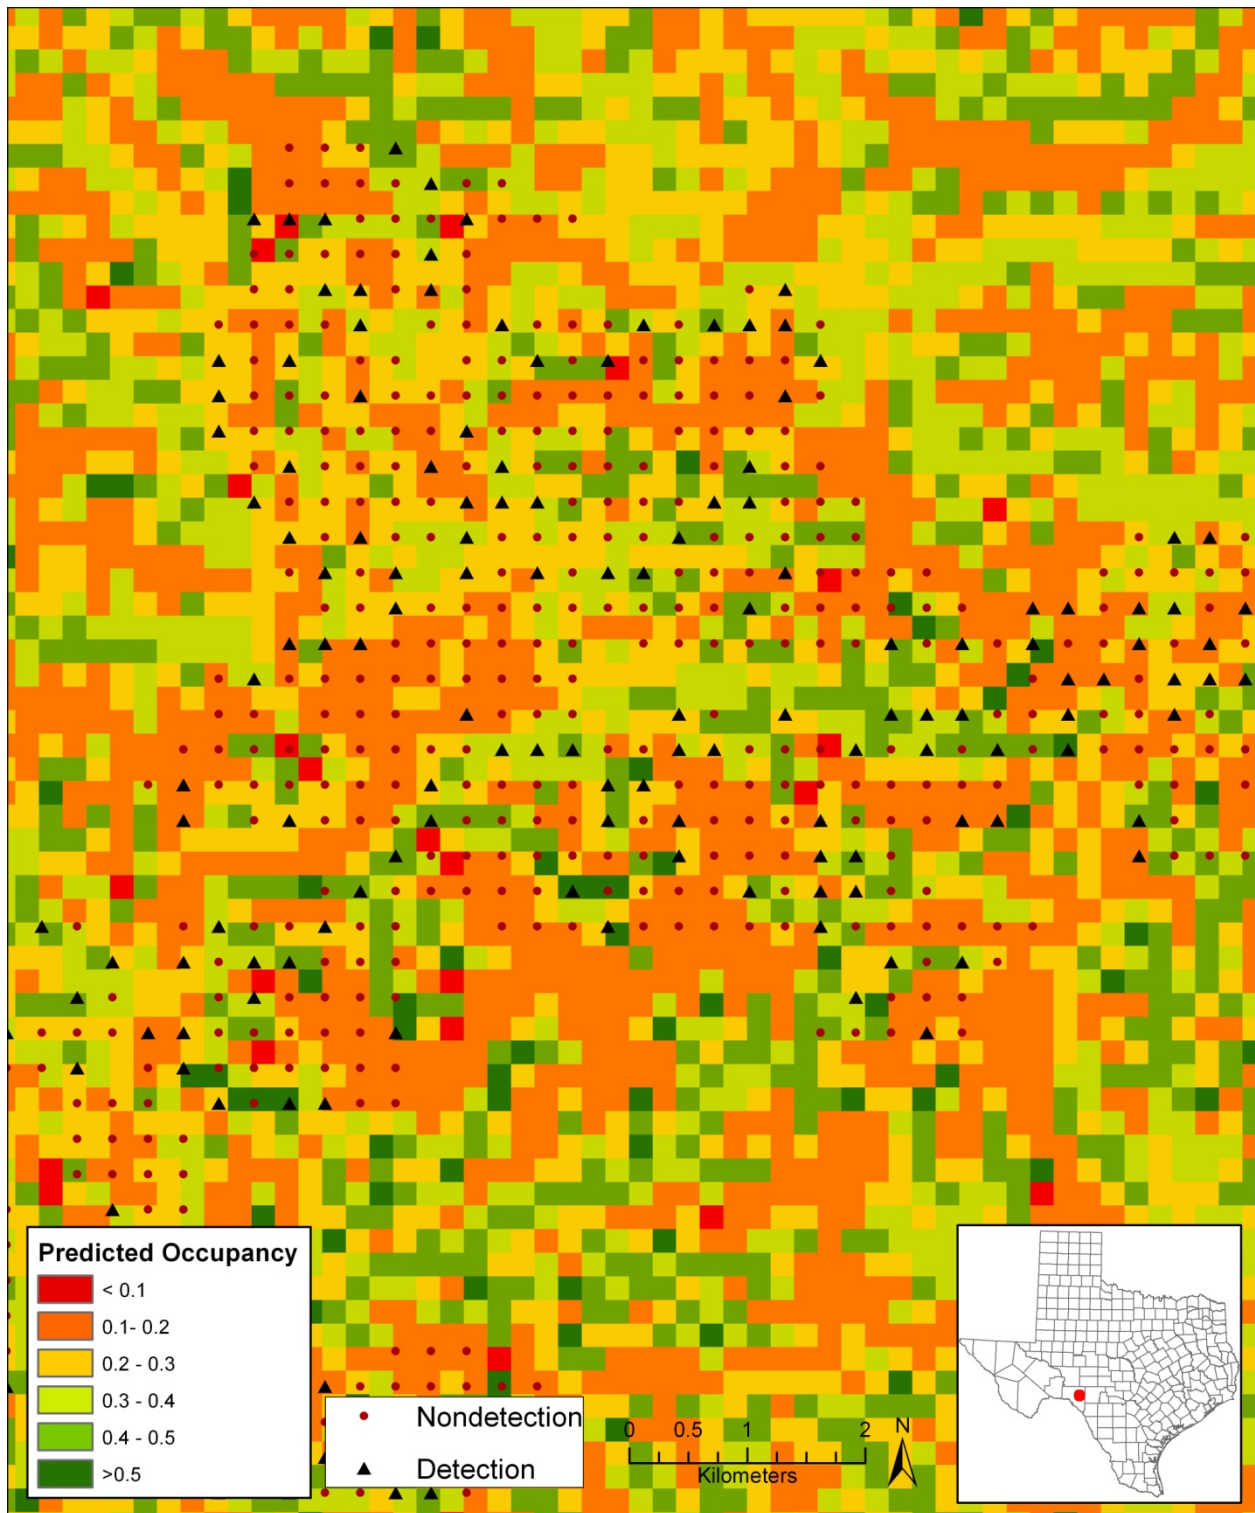 Predicted Occupancy
< 0.1
0.1- 0.2
0.2 - 0.3
0.3 - 0.4
0.4 - 0.5
>0.5
Nondetection
Detection
0 0.5 1 2
Kilometers
N